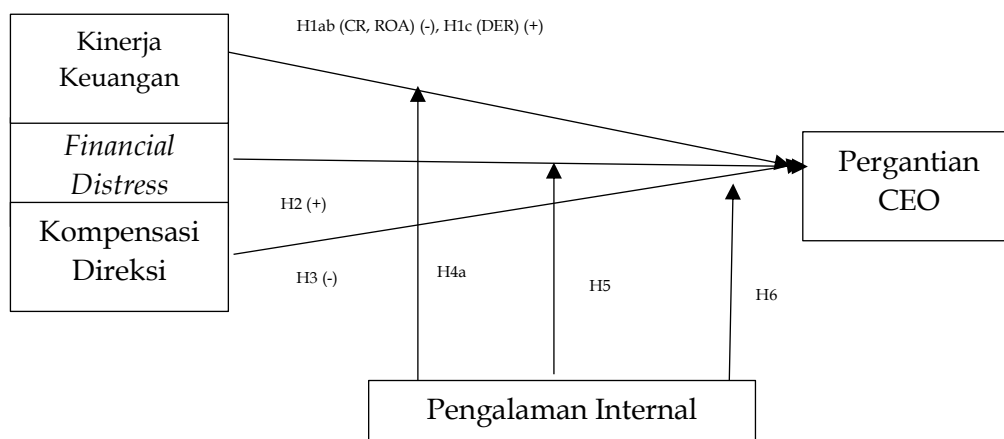 H1ab (CR, ROA) (-), H1c (DER) (+)
Kinerja
Keuangan
Financial
Distress
Kompensasi
Direksi
H2 (+)
H3 (-)
H4a
H5
H6
Pergantian
CEO
Pengalaman Internal